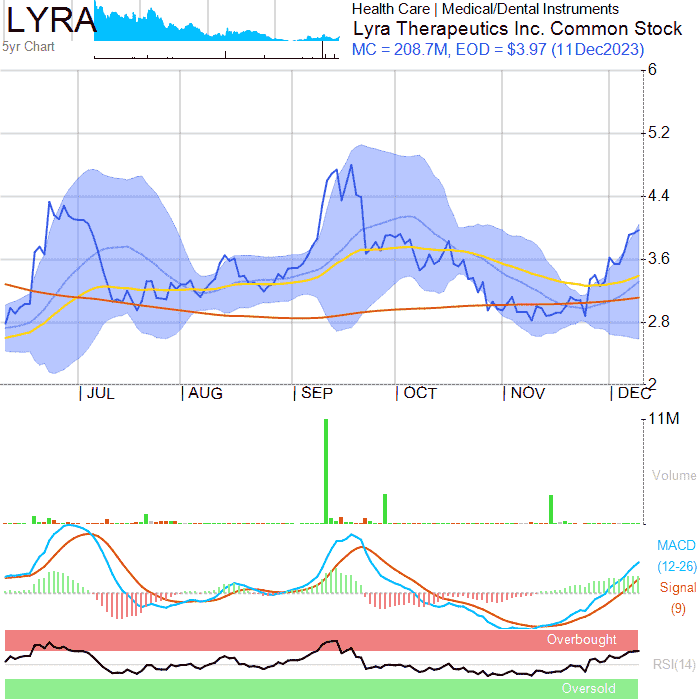 LYRA
5yr Chart
Health Care | Medical/Dental Instruments
Lyra Therapeutics Inc. Common Stock
MC = 208.7M, EOD = $3.97 (11Dec2023)
6
5.2
4.4
3.6
2.8
2
| JUL | AUG | SEP | OCT | NOV | DEC
11M
Volume
MACD
(12-26)
Signal
(9)
Overbought
RSI(14)
Oversold